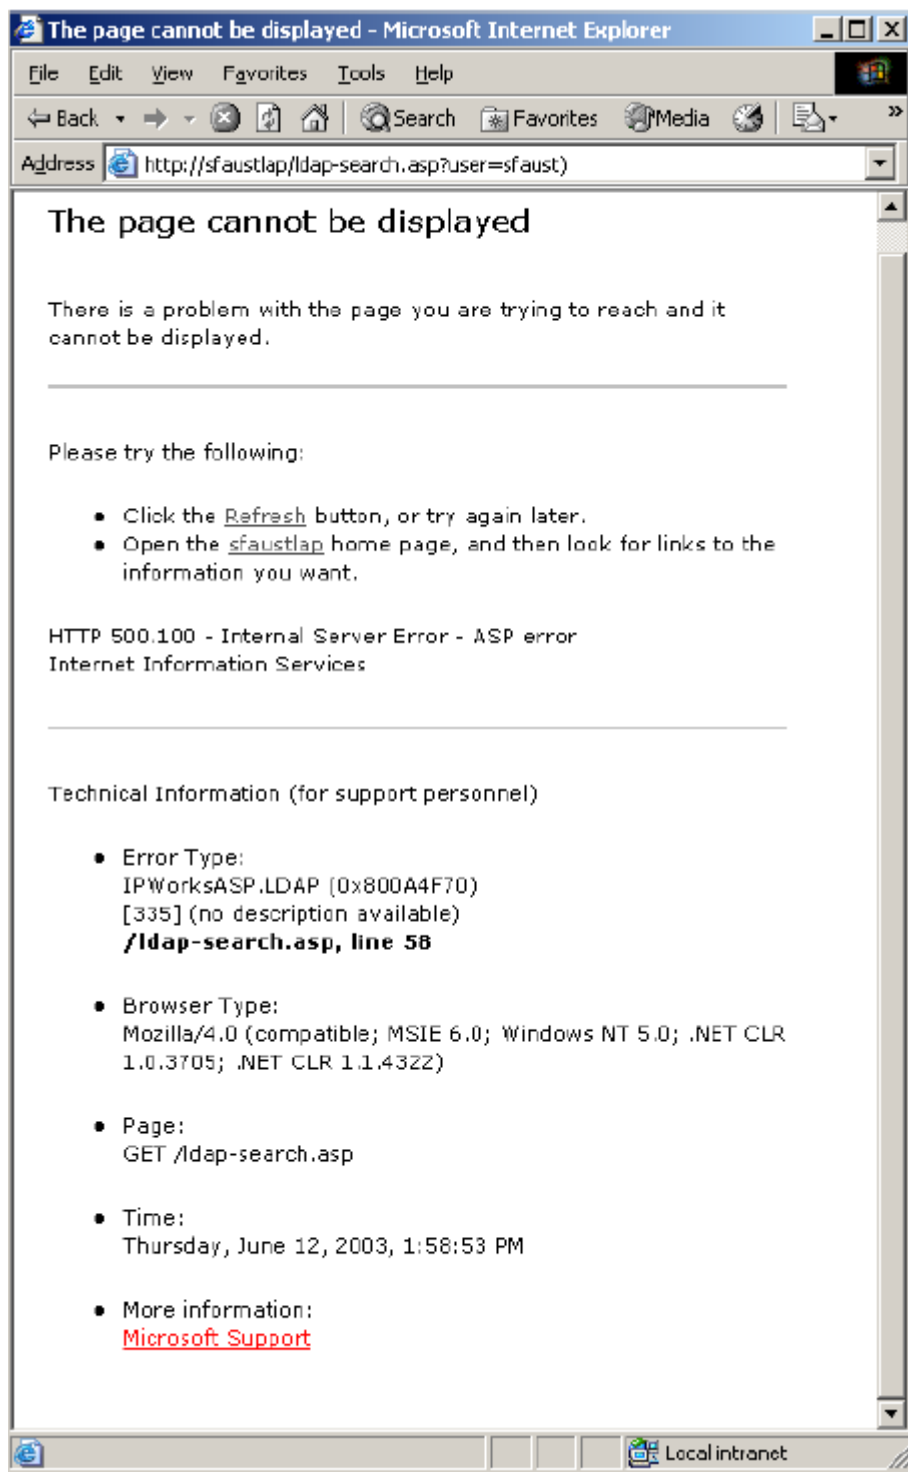 The page cannot be displayed - Microsoft Internet Explorer
File Edit View Favorites Tools Help
Back Search Favorites Media »
Address http://sfaustlap/ldap-search.asp?user=sfaust)
The page cannot be displayed
There is a problem with the page you are trying to reach and it
cannot be displayed.
Please try the following:
• Click the Refresh button, or try again later.
• Open the sfaustlap home page, and then look for links to the
information you want.
HTTP 500.100 - Internal Server Error - ASP error
Internet Information Services
Technical Information (for support personnel)
• Error Type:
IPWorksASP.LDAP (0x800A4F70)
[335] (no description available)
/ldap-search.asp, line 58
• Browser Type:
Mozilla/4.0 (compatible; MSIE 6.0; Windows NT 5.0; .NET CLR
1.0.3705; .NET CLR 1.1.4322)
• Page:
GET /ldap-search.asp
• Time:
Thursday, June 12, 2003, 1:58:53 PM
• More information:
Microsoft Support
Local intranet